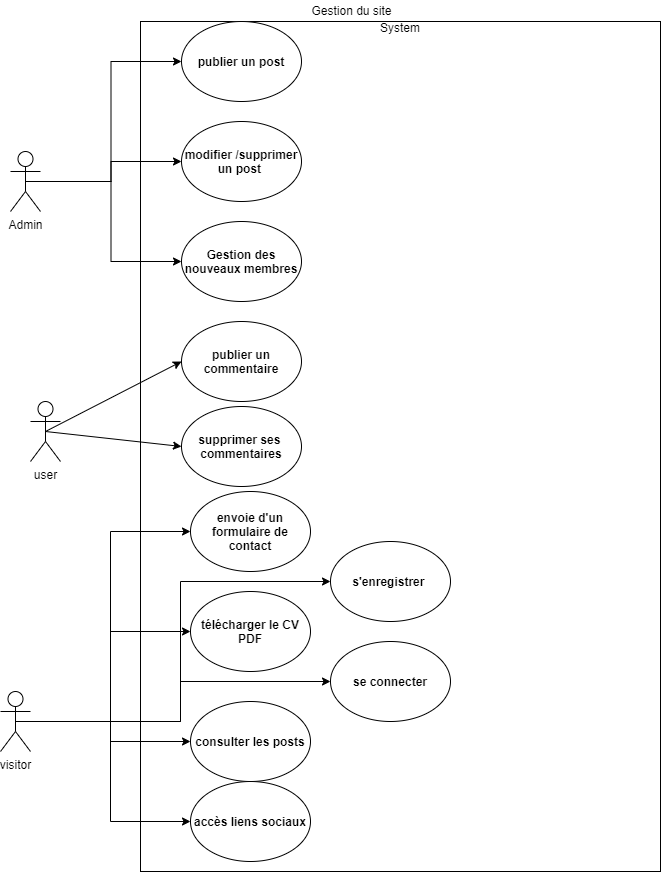 Gestion du site
System
publier un post
modifier /supprimer
un post
Admin
Gestion des
nouveaux membres
publier un
commentaire
user
supprimer ses
commentaires
envoie d'un
formulaire de
contact
s'enregistrer
télécharger le CV
PDF
se connecter
visitor
consulter les posts
accès liens sociaux